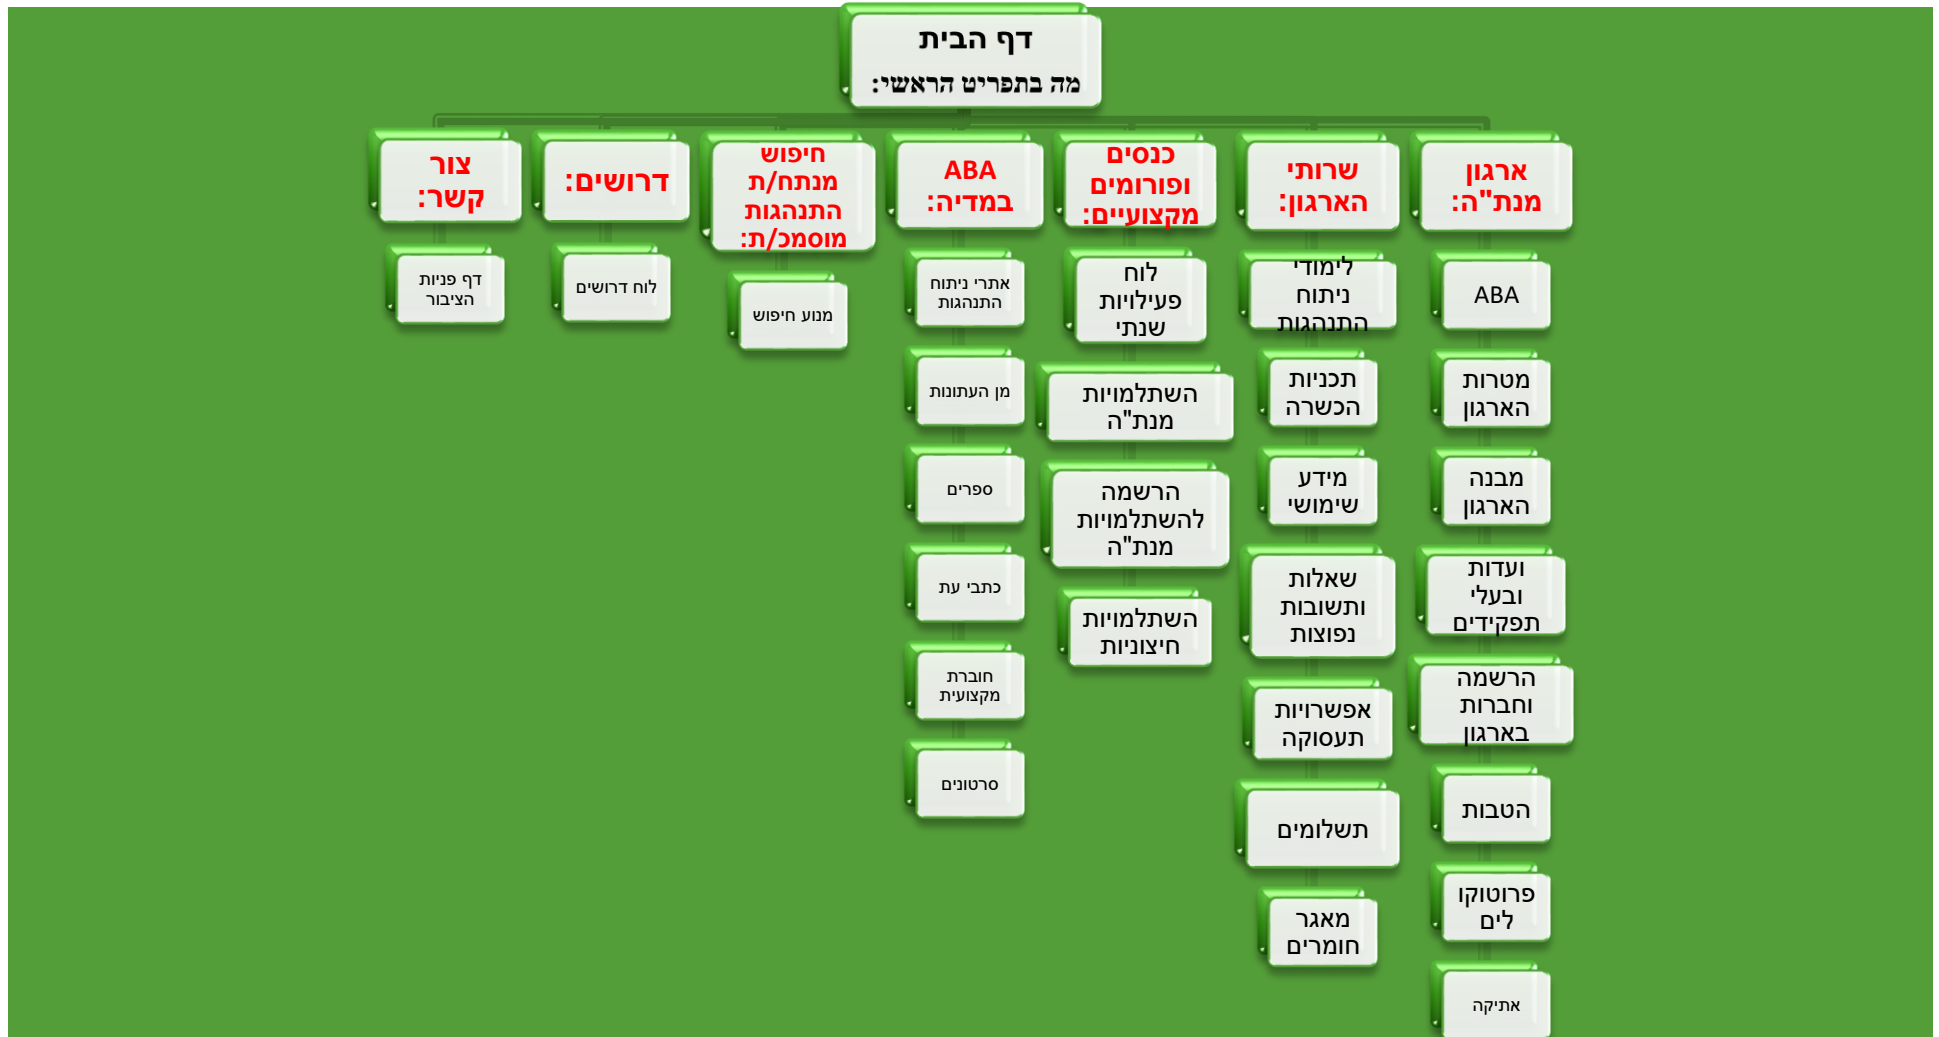 דף הבית
מה בתפריט הראשי:
ארגון
מנת"ה:
ABA
מטרות
הארגון
מבנה
הארגון
ועדות
ובעלי
תפקידים
הרשמה
וחברות
בארגון
הטבות
פרוטוקו
לים
אתיקה
שרותי
הארגון:
לימודי
ניתוח
התנהגות
תכניות
הכשרה
מידע
שימושי
שאלות
ותשובות
נפוצות
אפשרויות
תעסוקה
תשלומים
מאגר
חומרים
כנסים
ופורומים
מקצועיים:
לוח
פעילויות
שנתי
השתלמויות
מנת"ה
הרשמה
להשתלמויות
מנת"ה
השתלמויות
חיצוניות
ABA
במדיה:
אתרי ניתוח
התנהגות
מן העתונות
ספרים
כתבי עת
חוברת
מקצועית
סרטונים
חיפוש
מנתח/ת
התנהגות
מוסמכ/ת:
מנוע חיפוש
דרושים:
לוח דרושים
צור
קשר:
דף פניות
הציבור